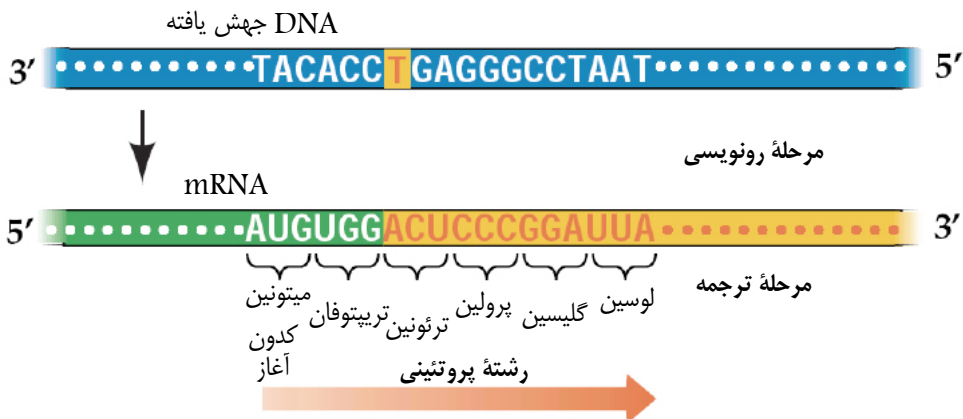 DNA جهش یافته
3′ TACACCTGAGGGCCTAAT 5′
مرحلهٔ رونویسی
mRNA
5′ AUGUGGACUCCCGGAUUA 3′
مرحلهٔ ترجمه
میتونین تریپتوفان ترئونین پرولین گلیسین لوسین
کدون
آغاز
رشتهٔ پروتئینی